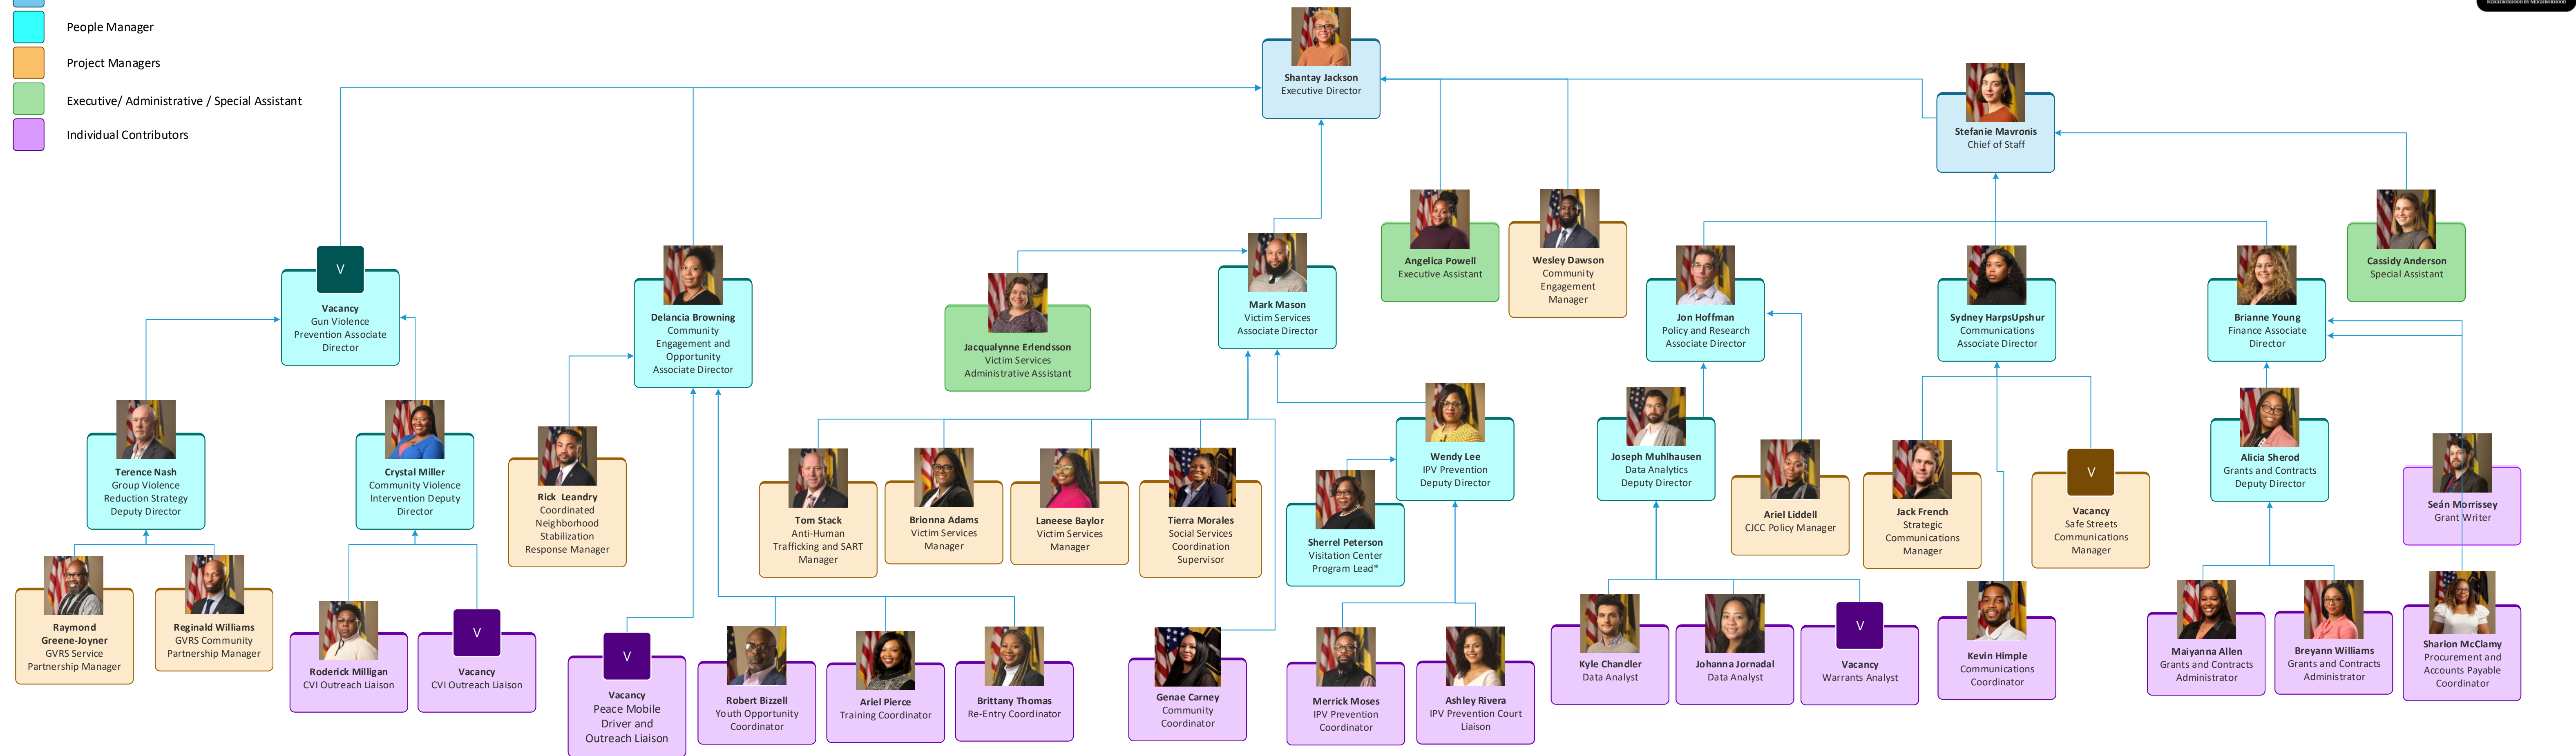 NEIGHBORHOOD BY NEIGHBORHOOD
People Manager
Project Managers
Executive/ Administrative / Special Assistant
Individual Contributors
Shantay Jackson
Executive Director
Stefanie Mavronis
Chief of Staff
V
Vacancy
Gun Violence
Prevention Associate
Director
Delancia Browning
Community
Engagement and
Opportunity
Associate Director
Jacqualynne Erlendsson
Victim Services
Administrative Assistant
Mark Mason
Victim Services
Associate Director
Angelica Powell
Executive Assistant
Wesley Dawson
Community
Engagement
Manager
Jon Hoffman
Policy and Research
Associate Director
Sydney HarpsUpshur
Communications
Associate Director
Brianne Young
Finance Associate
Director
Cassidy Anderson
Special Assistant
Terence Nash
Group Violence
Reduction Strategy
Deputy Director
Crystal Miller
Community Violence
Intervention Deputy
Director
Rick Leandry
Coordinated
Neighborhood
Stabilization
Response Manager
Tom Stack
Anti-Human
Trafficking and SART
Manager
Brionna Adams
Victim Services
Manager
Laneese Baylor
Victim Services
Manager
Tierra Morales
Social Services
Coordination
Supervisor
Sherrel Peterson
Visitation Center
Program Lead*
Wendy Lee
IPV Prevention
Deputy Director
Joseph Muhlhausen
Data Analytics
Deputy Director
Ariel Liddell
CJCC Policy Manager
Jack French
Strategic
Communications
Manager
V
Vacancy
Safe Streets
Communications
Manager
Alicia Sherod
Grants and Contracts
Deputy Director
Seán Morrissey
Grant Writer
Raymond
Greene-Joyner
GVRS Service
Partnership Manager
Reginald Williams
GVRS Community
Partnership Manager
Roderick Milligan
CVI Outreach Liaison
V
Vacancy
CVI Outreach Liaison
V
Vacancy
Peace Mobile
Driver and
Outreach Liaison
Robert Bizzell
Youth Opportunity
Coordinator
Ariel Pierce
Training Coordinator
Brittany Thomas
Re-Entry Coordinator
Genae Carney
Community
Coordinator
Merrick Moses
IPV Prevention
Coordinator
Ashley Rivera
IPV Prevention Court
Liaison
Kyle Chandler
Data Analyst
Johanna Jornadal
Data Analyst
V
Vacancy
Warrants Analyst
Kevin Himple
Communications
Coordinator
Maiyanna Allen
Grants and Contracts
Administrator
Breyann Williams
Grants and Contracts
Administrator
Sharion McClamy
Procurement and
Accounts Payable
Coordinator